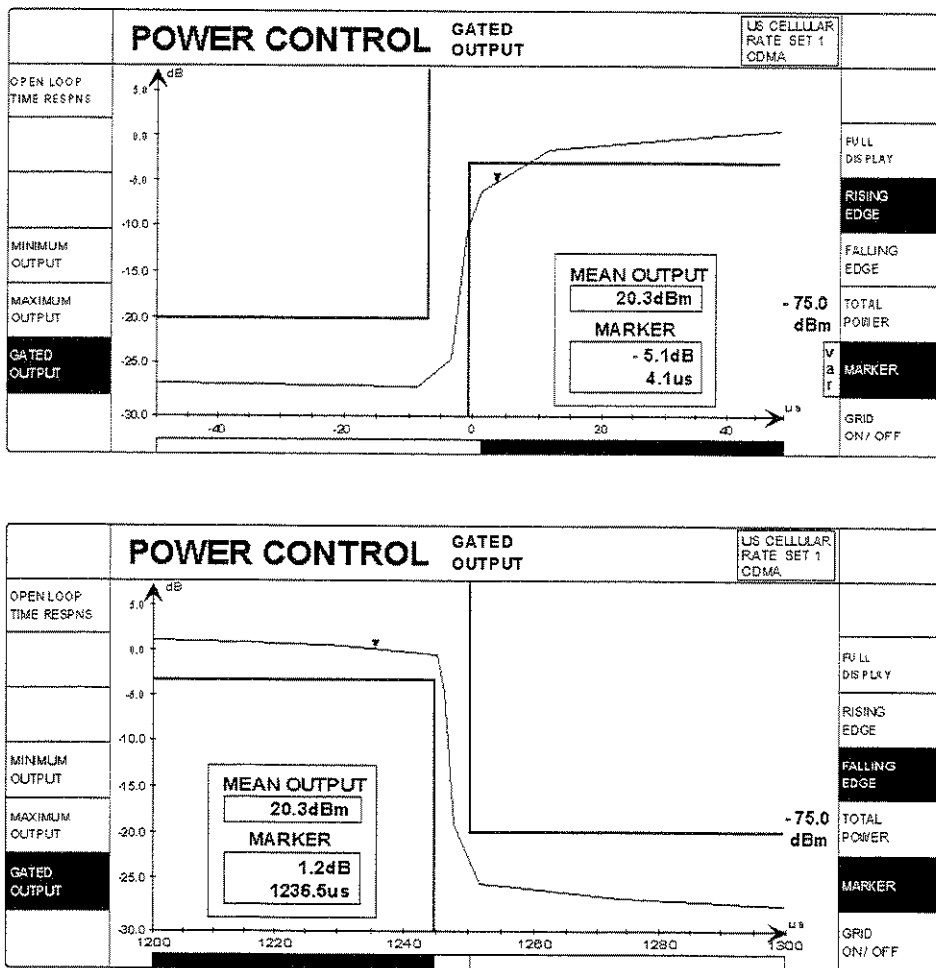 POWER CONTROL GATED OUTPUT
US CELLULAR
RATE SET 1
CDMA
OPEN LOOP
TIME RESPNS
MINIMUM
OUTPUT
MAXIMUM
OUTPUT
GATED
OUTPUT
dB
5.0
0.0
-5.0
-10.0
-15.0
-20.0
-25.0
-30.0
-40
-20
0
20
40
us
MEAN OUTPUT
20.3dBm
MARKER
- 5.1dB
4.1us
- 75.0
dBm
var
FULL
DISPLAY
RISING
EDGE
FALLING
EDGE
TOTAL
POWER
MARKER
GRID
ON/ OFF
POWER CONTROL GATED OUTPUT
US CELLULAR
RATE SET 1
CDMA
OPEN LOOP
TIME RESPNS
MINIMUM
OUTPUT
MAXIMUM
OUTPUT
GATED
OUTPUT
dB
5.0
0.0
-5.0
-10.0
-15.0
-20.0
-25.0
-30.0
1200
1220
1240
1260
1280
1300
us
MEAN OUTPUT
20.3dBm
MARKER
1.2dB
1236.5us
- 75.0
dBm
FULL
DISPLAY
RISING
EDGE
FALLING
EDGE
TOTAL
POWER
MARKER
GRID
ON/ OFF